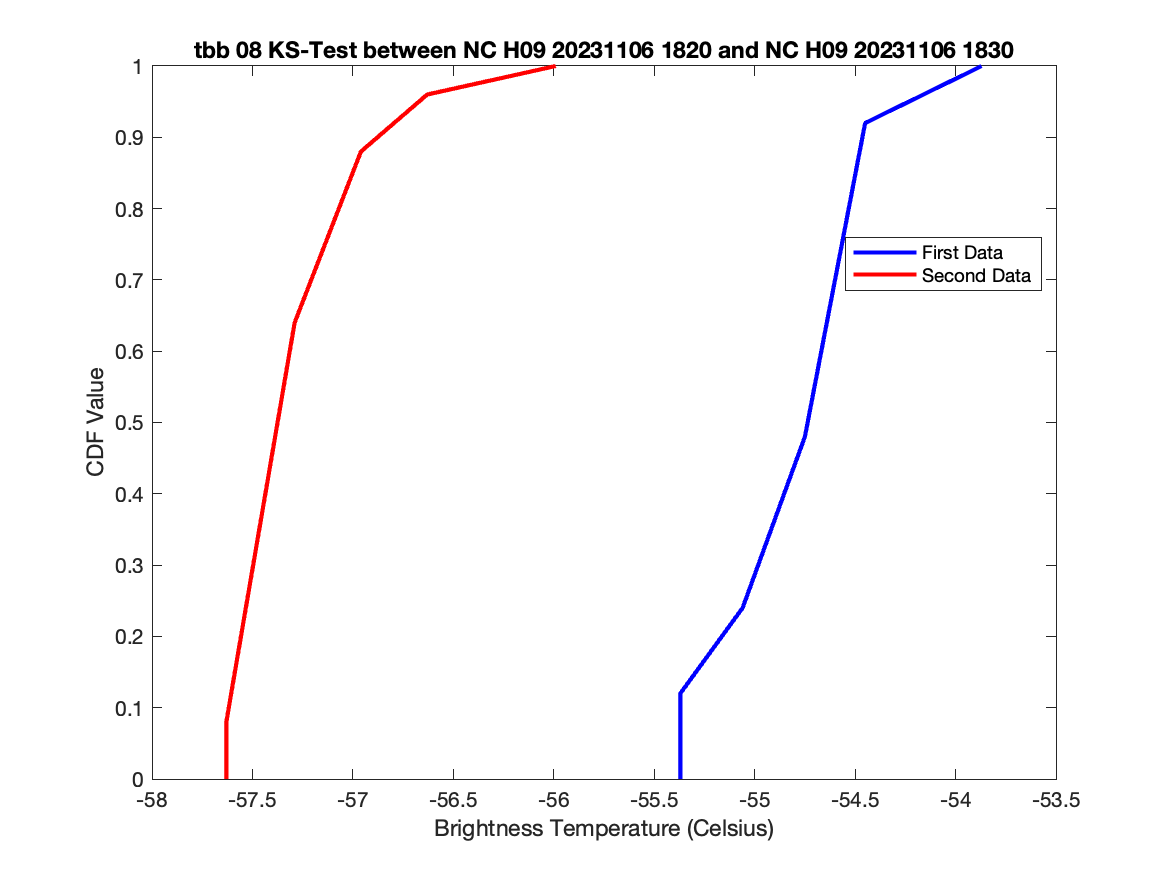 tbb 08 KS-Test between NC H09 20231106 1820 and NC H09 20231106 1830
1
0.9
0.8
0.7
0.6
0.5
0.4
0.3
0.2
0.1
0
CDF Value
First Data
Second Data
-58 -57.5 -57 -56.5 -56 -55.5 -55 -54.5 -54 -53.5
Brightness Temperature (Celsius)